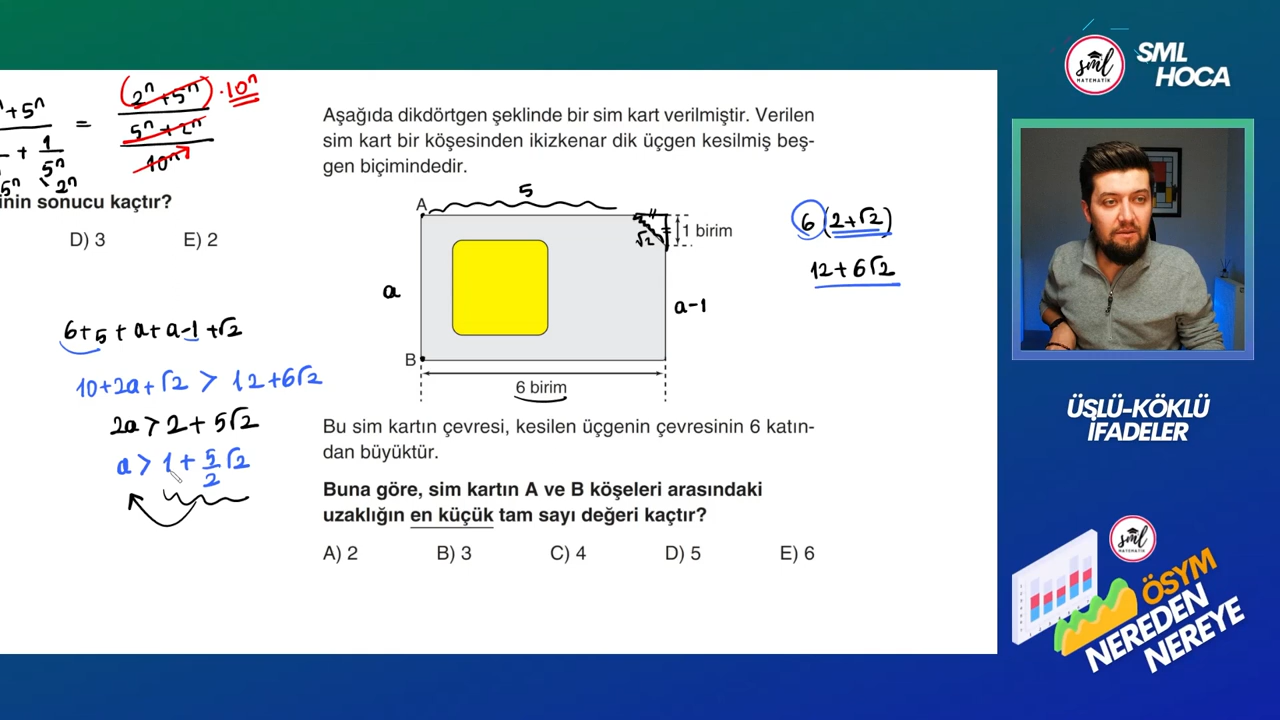 SML
HOCA
sml
MATEMATİK
n+5ⁿ
+ 1
5ⁿ
5ⁿ 2ⁿ
=
(2ⁿ+5ⁿ) · 10ⁿ
5ⁿ+2ⁿ
10ⁿ
inin sonucu kaçtır?
D) 3 E) 2
Aşağıda dikdörtgen şeklinde bir sim kart verilmiştir. Verilen
sim kart bir köşesinden ikizkenar dik üçgen kesilmiş beş-
gen biçimindedir.
5
A
√2
1 birim
a
a-1
B
6 birim
6(2+√2)
12+6√2
6+5+a+a-1+√2
10+2a+√2 > 12+6√2
2a > 2+5√2
a > 1 + 5/2 √2
Bu sim kartın çevresi, kesilen üçgenin çevresinin 6 katın-
dan büyüktür.
Buna göre, sim kartın A ve B köşeleri arasındaki
uzaklığın en küçük tam sayı değeri kaçtır?
A) 2 B) 3 C) 4 D) 5 E) 6
ÜSLÜ-KÖKLÜ
İFADELER
sml
MATEMATİK
ÖSYM
NEREDEN
NEREYE